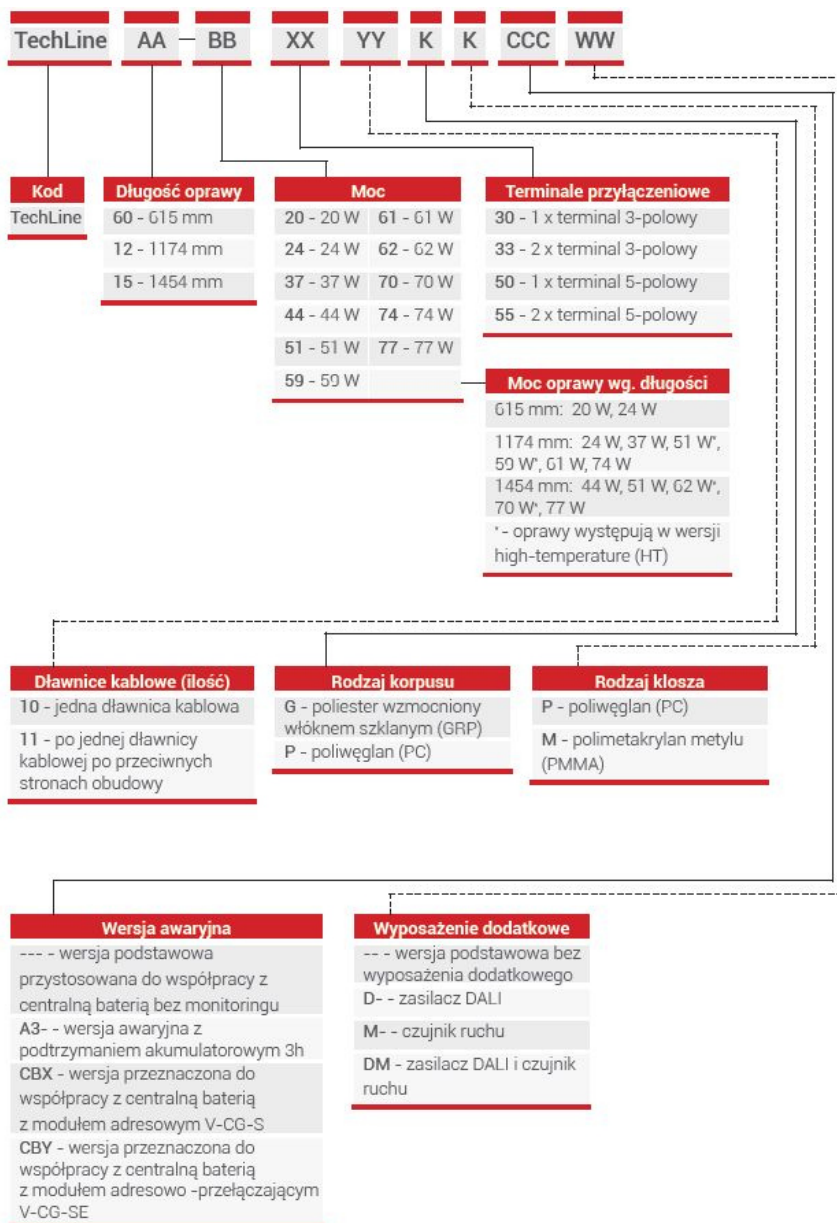 TechLine AA - BB XX YY K K CCC WW
Kod
TechLine
Długość oprawy
60 - 615 mm
12 - 1174 mm
15 - 1454 mm
Moc
20 - 20 W 61 - 61 W
24 - 24 W 62 - 62 W
37 - 37 W 70 - 70 W
44 - 44 W 74 - 74 W
51 - 51 W 77 - 77 W
59 - 59 W
Terminale przyłączeniowe
30 - 1 x terminal 3-polowy
33 - 2 x terminal 3-polowy
50 - 1 x terminal 5-polowy
55 - 2 x terminal 5-polowy
Moc oprawy wg. długości
615 mm: 20 W, 24 W
1174 mm: 24 W, 37 W, 51 W*,
59 W*, 61 W, 74 W
1454 mm: 44 W, 51 W, 62 W*,
70 W*, 77 W
* - oprawy występują w wersji
high-temperature (HT)
Dławnice kablowe (ilość)
10 - jedna dławnica kablowa
11 - po jednej dławnicy
kablowej po przeciwnych
stronach obudowy
Rodzaj korpusu
G - poliester wzmocniony
włóknem szklanym (GRP)
P - poliwęglan (PC)
Rodzaj klosza
P - poliwęglan (PC)
M - polimetakrylan metylu
(PMMA)
Wersja awaryjna
--- - wersja podstawowa
przystosowana do współpracy z
centralną baterią bez monitoringu
A3- - wersja awaryjna z
podtrzymaniem akumulatorowym 3h
CBX - wersja przeznaczona do
współpracy z centralną baterią
z modułem adresowym V-CG-S
CBY - wersja przeznaczona do
współpracy z centralną baterią
z modułem adresowo -przełączającym
V-CG-SE
Wyposażenie dodatkowe
-- - wersja podstawowa bez
wyposażenia dodatkowego
D- - zasilacz DALI
M- - czujnik ruchu
DM - zasilacz DALI i czujnik
ruchu